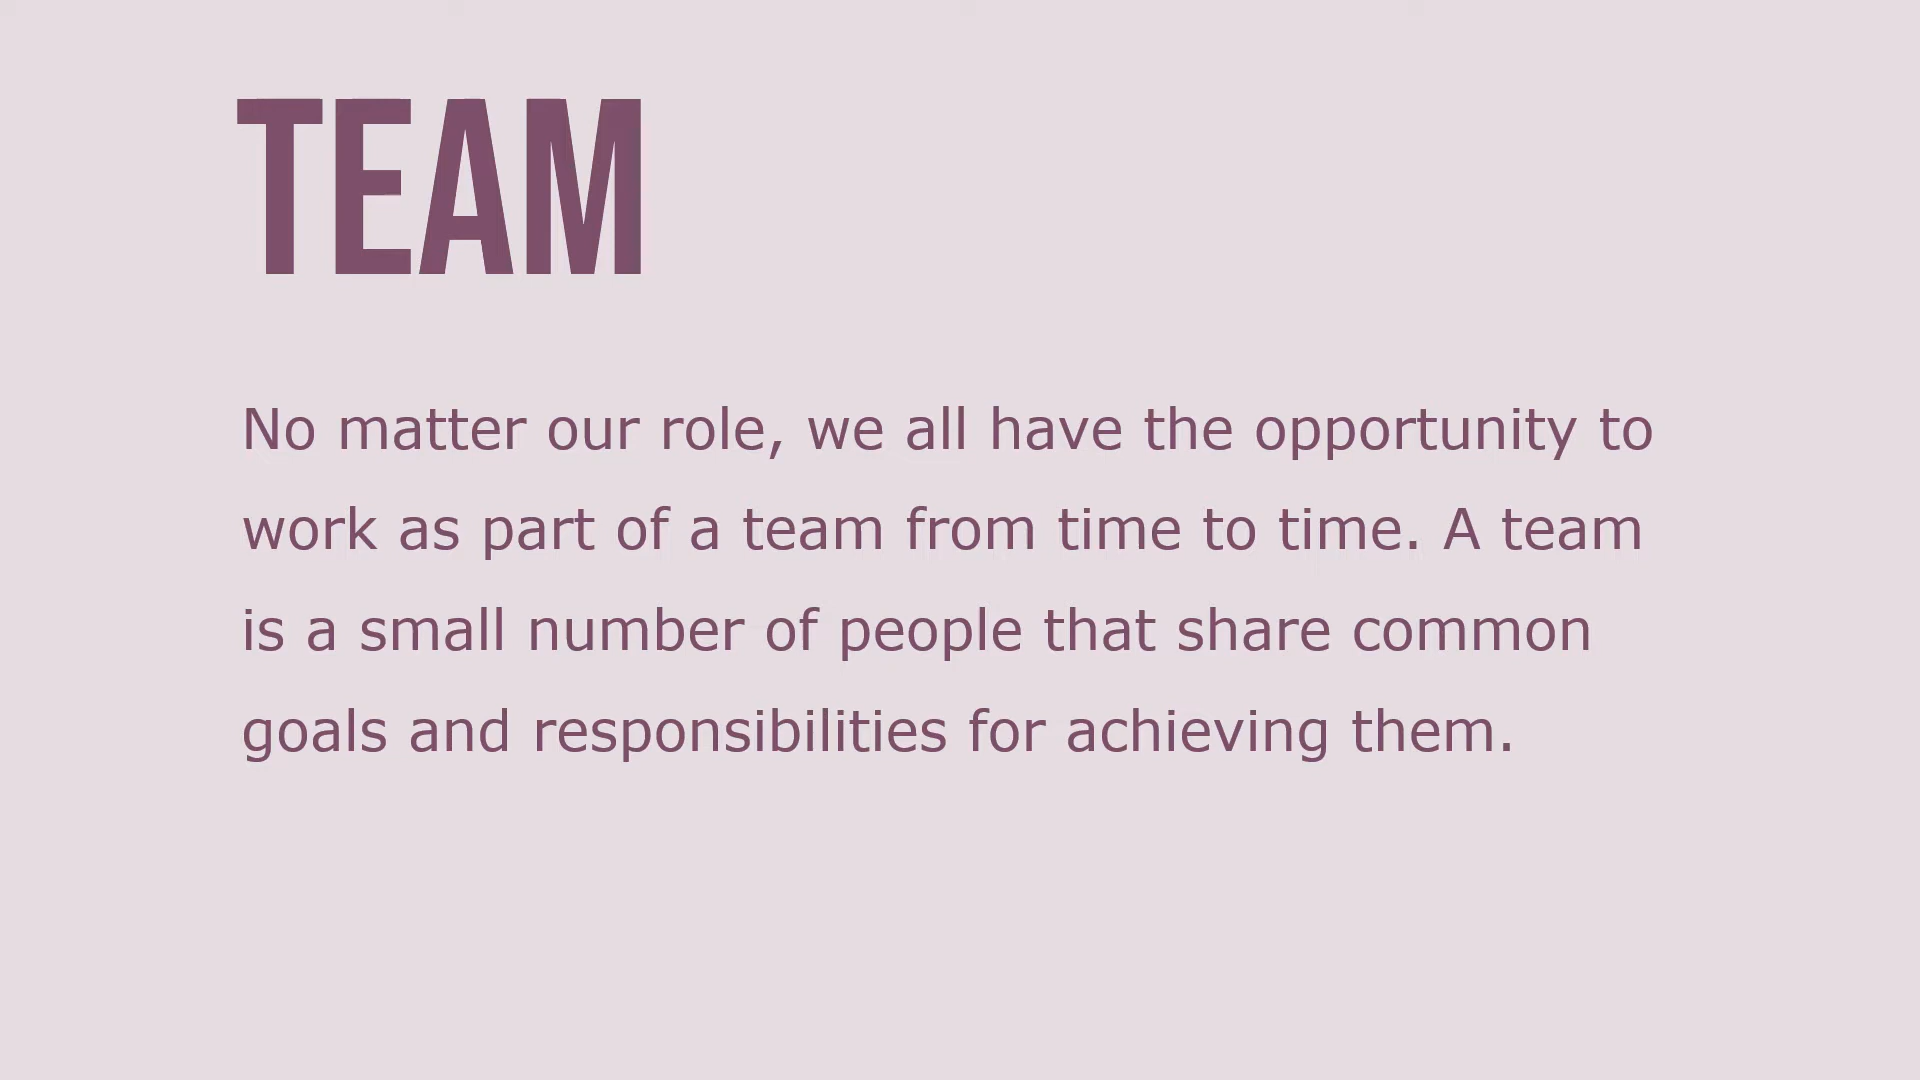 TEAM
No matter our role, we all have the opportunity to
work as part of a team from time to time. A team
is a small number of people that share common
goals and responsibilities for achieving them.